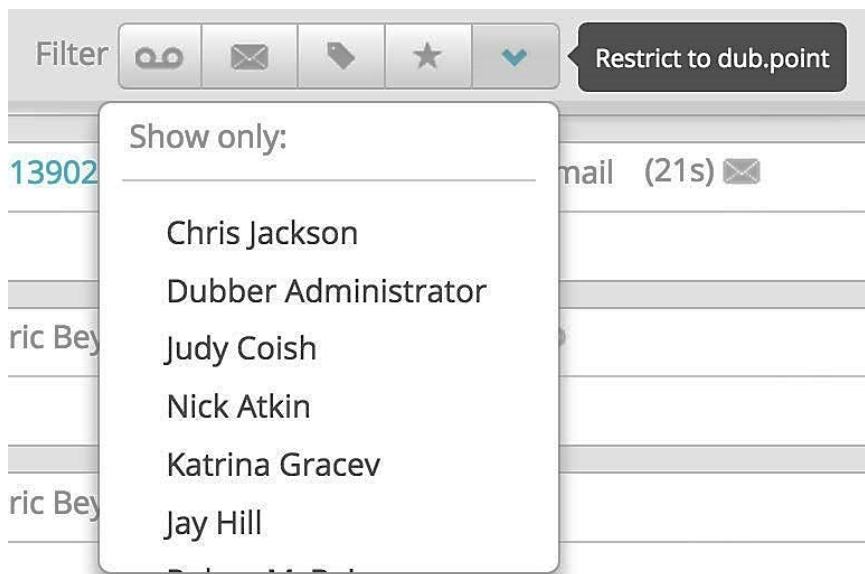 Filter
Restrict to dub.point
Show only:
13902
mail (21s)
Chris Jackson
Dubber Administrator
ric Bey
Judy Coish
Nick Atkin
Katrina Gracev
ric Bey
Jay Hill